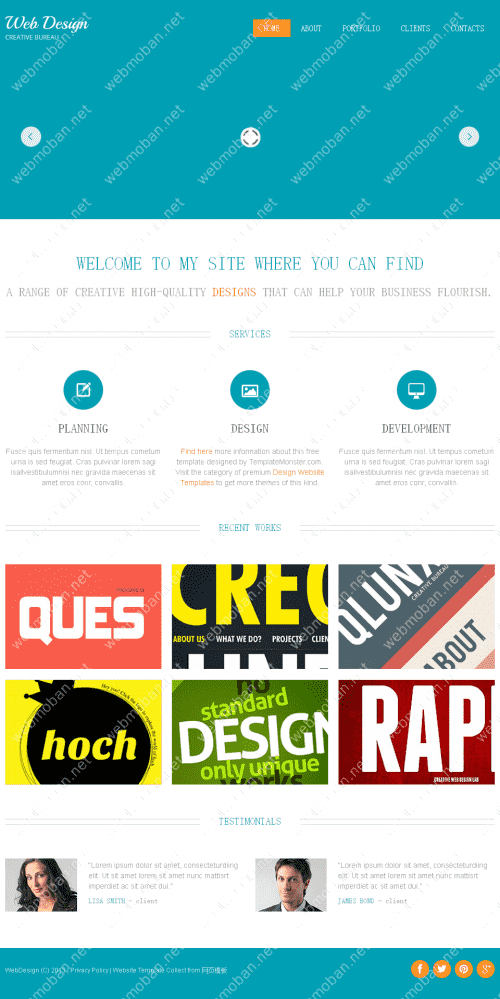 Web Design
CREATIVE BUREAU
HOME ABOUT PORTFOLIO CLIENTS CONTACTS
WELCOME TO MY SITE WHERE YOU CAN FIND
A RANGE OF CREATIVE HIGH-QUALITY DESIGNS THAT CAN HELP YOUR BUSINESS FLOURISH.
SERVICES
PLANNING
Fusce quis fermentum nisl. Ut tempus cometum
urna is sed feugiat. Cras pulvinar lorem sagi
isallvestibulumnisi nec gravida maecenas sit
amet eros conr, convallis.
DESIGN
Find here more information about this free
template designed by TemplateMonster.com.
Visit the category of premium Design Website
Templates to get more themes of this kind.
DEVELOPMENT
Fusce quis fermentum nisl. Ut tempus cometum
urna is sed feugiat. Cras pulvinar lorem sagi
isallvestibulumnisi nec gravida maecenas sit
amet eros conr, convallis.
RECENT WORKS
QUES
CREO
ABOUT US WHAT WE DO? PROJECTS CLIEN
QLUNA
CREATIVE BUREAU
ABOUT
hoch
no
standard
DESIGN
only unique
works
RAP
CREATIVE WEB DESIGN LAB
TESTIMONIALS
"Lorem ipsum dolor sit amet, consecteturding
elit. Ut sit amet lorem sit amet nunc mattisrt
imperdiet ac sit amet dui."
LISA SMITH - client
"Lorem ipsum dolor sit amet, consecteturding
elit. Ut sit amet lorem sit amet nunc mattisrt
imperdiet ac sit amet dui."
JAMES BOND - client
WebDesign (C) 2013 | Privacy Policy | Website Template Collect from 网页模板
webmoban.net